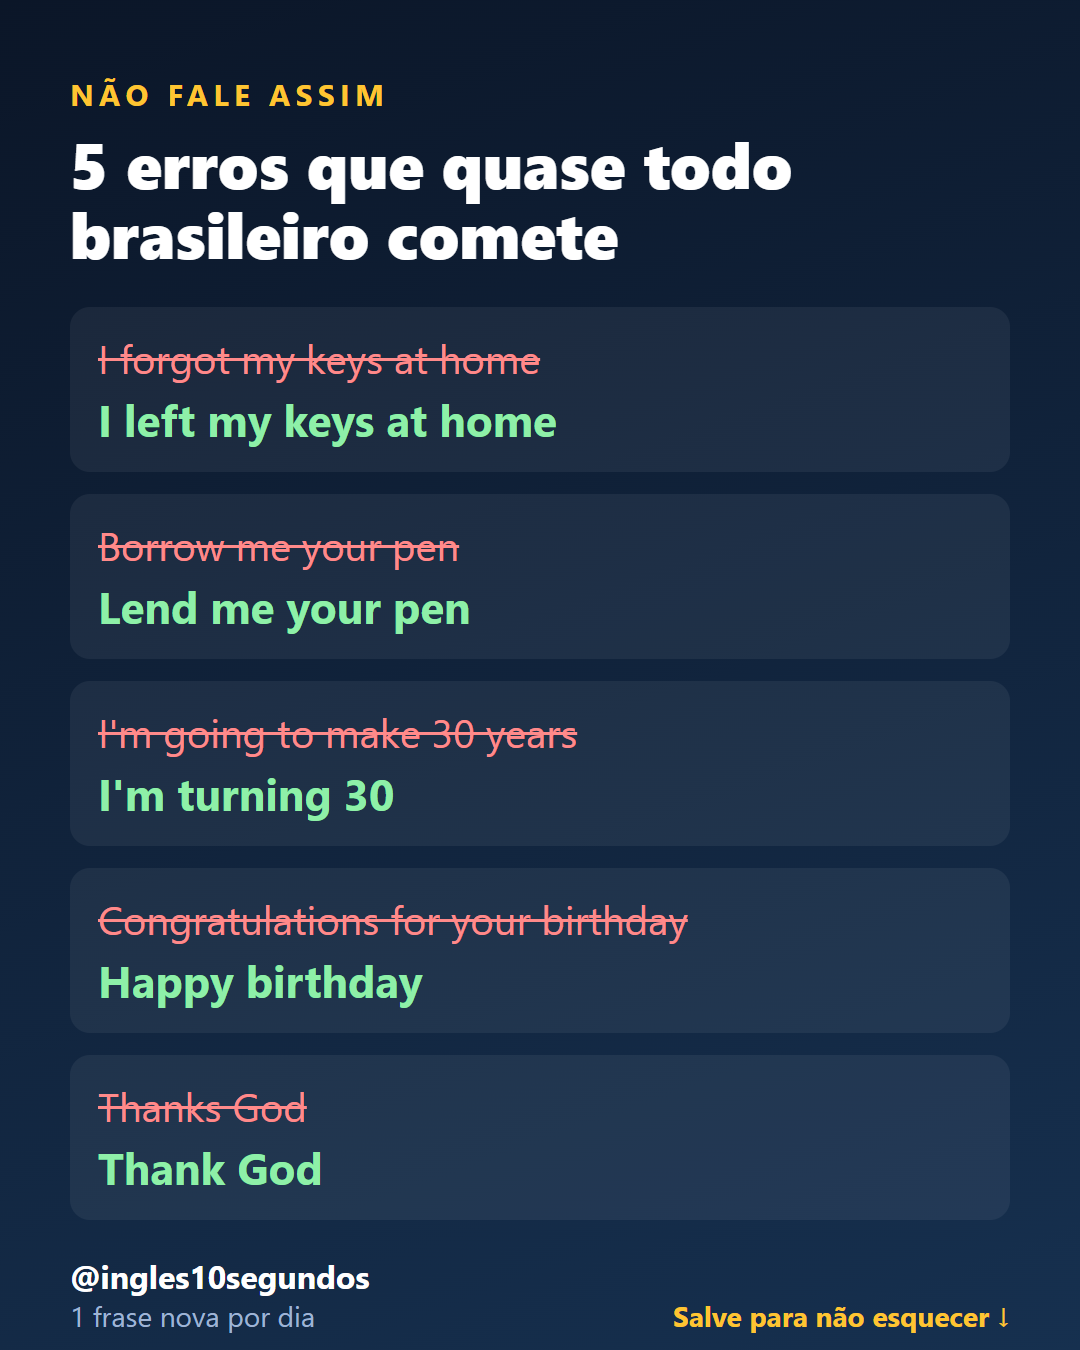 NÃO FALE ASSIM
5 erros que quase todo
brasileiro comete
I forgot my keys at home
I left my keys at home
Borrow me your pen
Lend me your pen
I'm going to make 30 years
I'm turning 30
Congratulations for your birthday
Happy birthday
Thanks God
Thank God
@ingles10segundos
1 frase nova por dia
Salve para não esquecer ↓